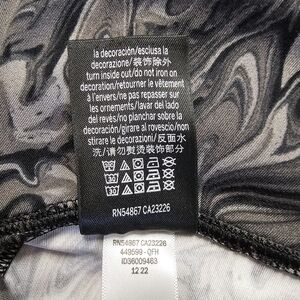 la decoración/esclusa la
decorazione/装饰除外
turn inside out/do not iron on
decoration/retourner le vêtement
à l'envers/ne pas repasser sur
les ornements/lavar del lado
del revés/no planchar sobre la
decoración/girare al rovescio/non
stirare le decorazioni/反面水
洗/请勿熨烫装饰部分
RN54867 CA23226
RN54867 CA23226
449599-QFH
ID36009463
12 22